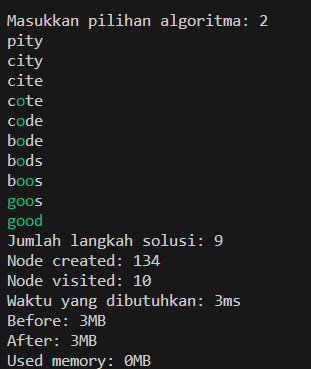 Masukkan pilihan algoritma: 2
pity
city
cite
cote
code
bode
bods
boos
goos
good
Jumlah langkah solusi: 9
Node created: 134
Node visited: 10
Waktu yang dibutuhkan: 3ms
Before: 3MB
After: 3MB
Used memory: 0MB